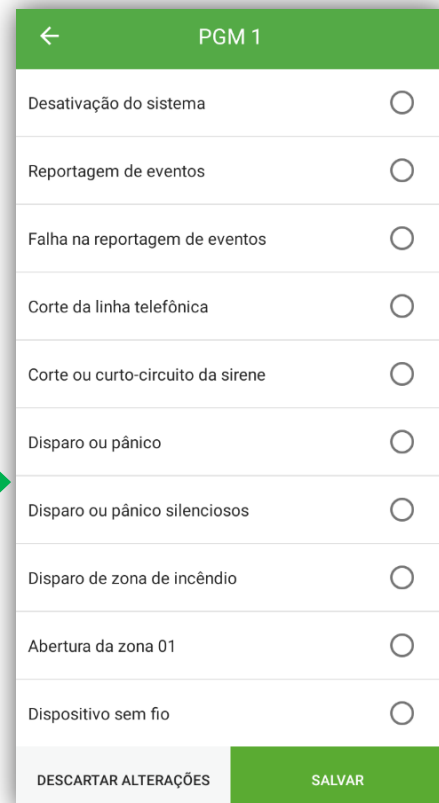 PGM 1
Desativação do sistema
Reportagem de eventos
Falha na reportagem de eventos
Corte da linha telefônica
Corte ou curto-circuito da sirene
Disparo ou pânico
Disparo ou pânico silenciosos
Disparo de zona de incêndio
Abertura da zona 01
Dispositivo sem fio
DESCARTAR ALTERAÇÕES SALVAR